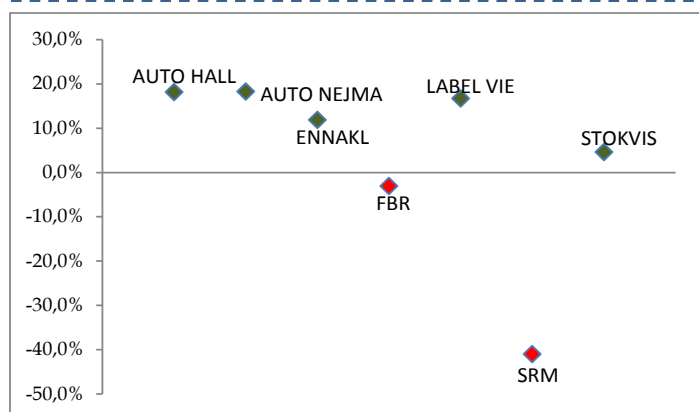 30,0%
20,0%
10,0%
0,0%
-10,0%
-20,0%
-30,0%
-40,0%
-50,0%
AUTO HALL
AUTO NEJMA
ENNAKL
FBR
LABEL VIE
SRM
STOKVIS